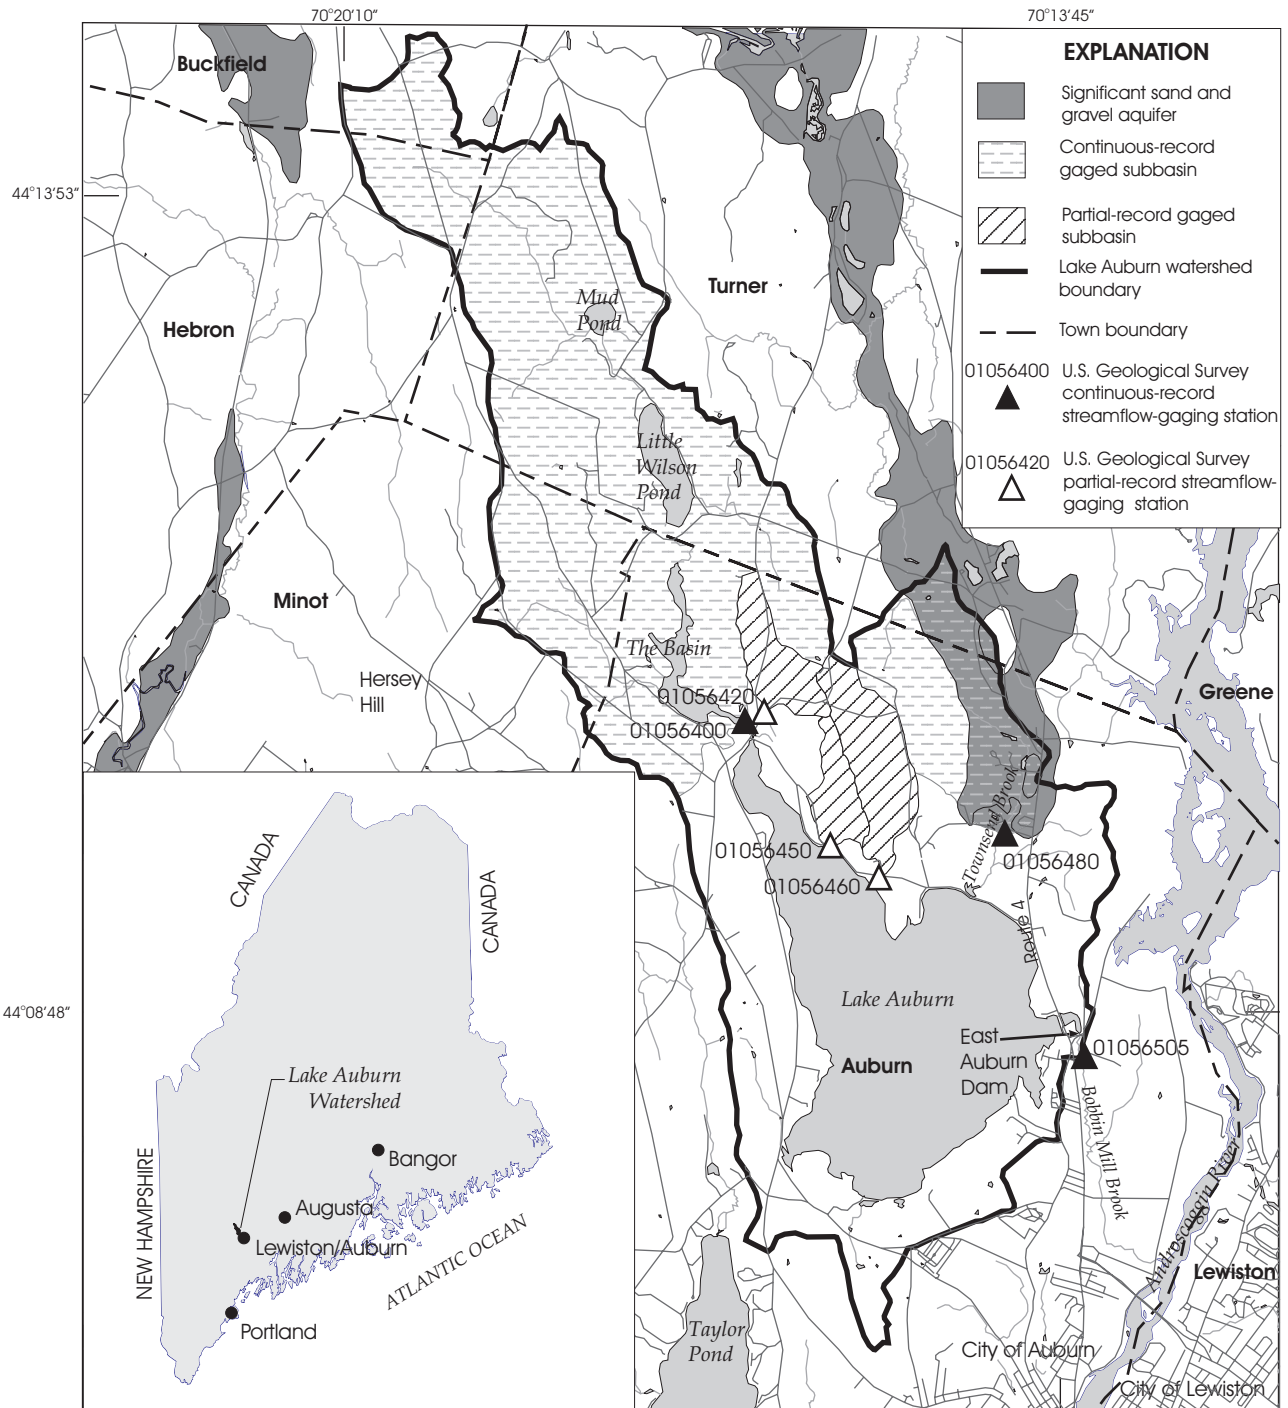 70°20'10"
70°13'45"
EXPLANATION
Significant sand and
gravel aquifer
Continuous-record
gaged subbasin
Partial-record gaged
subbasin
Lake Auburn watershed
boundary
Town boundary
01056400
U.S. Geological Survey
continuous-record
streamflow-gaging station
01056420
U.S. Geological Survey
partial-record streamflow-
gaging station
Buckfield
44°13'53"
Turner
Mud
Pond
Hebron
Little
Wilson
Pond
Minot
The Basin
Hersey
Hill
Greene
01056420
01056400
Townsend Brook
01056450
01056460
01056480
Route 4
44°08'48"
Lake Auburn
East
Auburn
Dam
01056505
Auburn
Bobbin Mill Brook
Androscoggin River
Lewiston
Taylor
Pond
City of Auburn
City of Lewiston
CANADA
CANADA
Lake Auburn
Watershed
NEW HAMPSHIRE
Bangor
Augusta
Lewiston/Auburn
ATLANTIC OCEAN
Portland